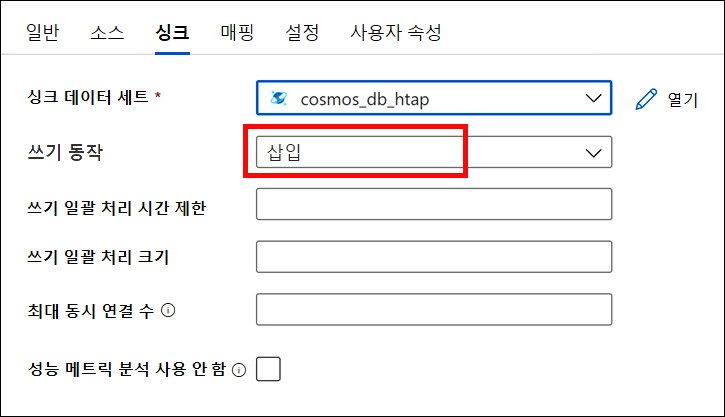 일반 소스 싱크 매핑 설정 사용자 속성
싱크 데이터 세트 * cosmos_db_htap 열기
쓰기 동작 삽입
쓰기 일괄 처리 시간 제한
쓰기 일괄 처리 크기
최대 동시 연결 수
성능 메트릭 분석 사용 안 함